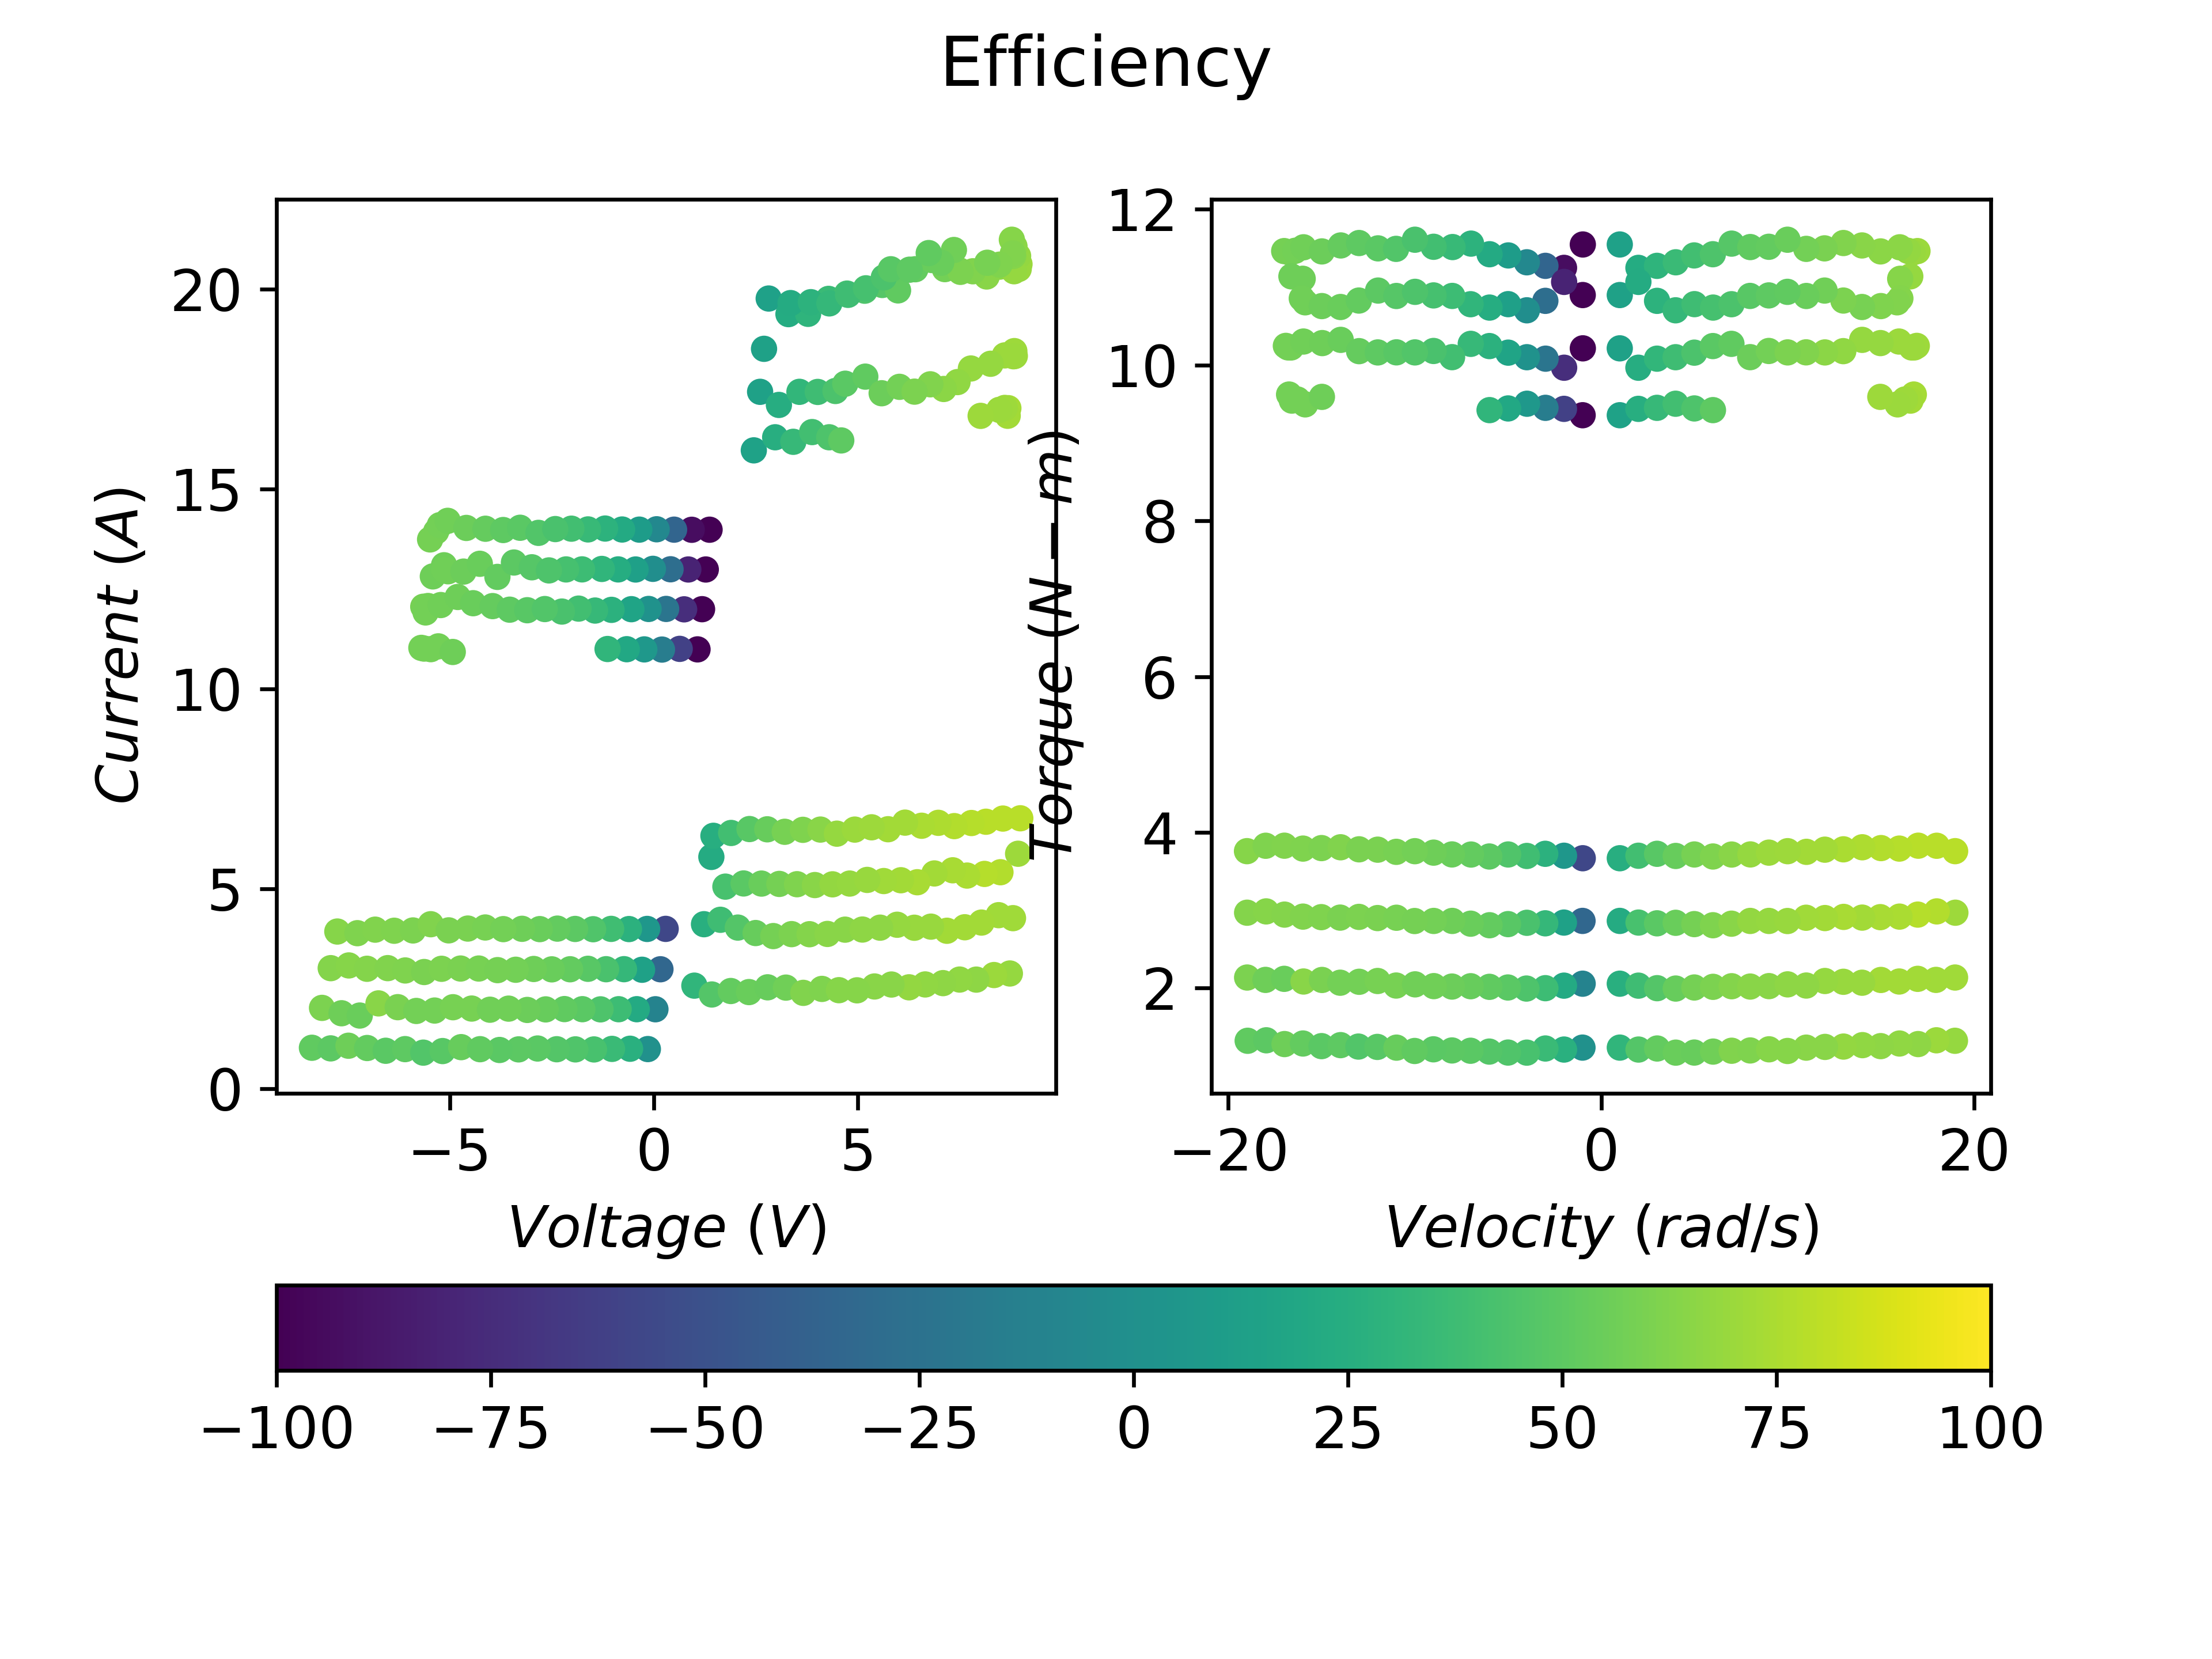 Efficiency
20
15
10
5
0
Current (A)
−5 0 5
Voltage (V)
12
10
8
6
4
2
Torque (N − m)
−20 0 20
Velocity (rad/s)
−100 −75 −50 −25 0 25 50 75 100